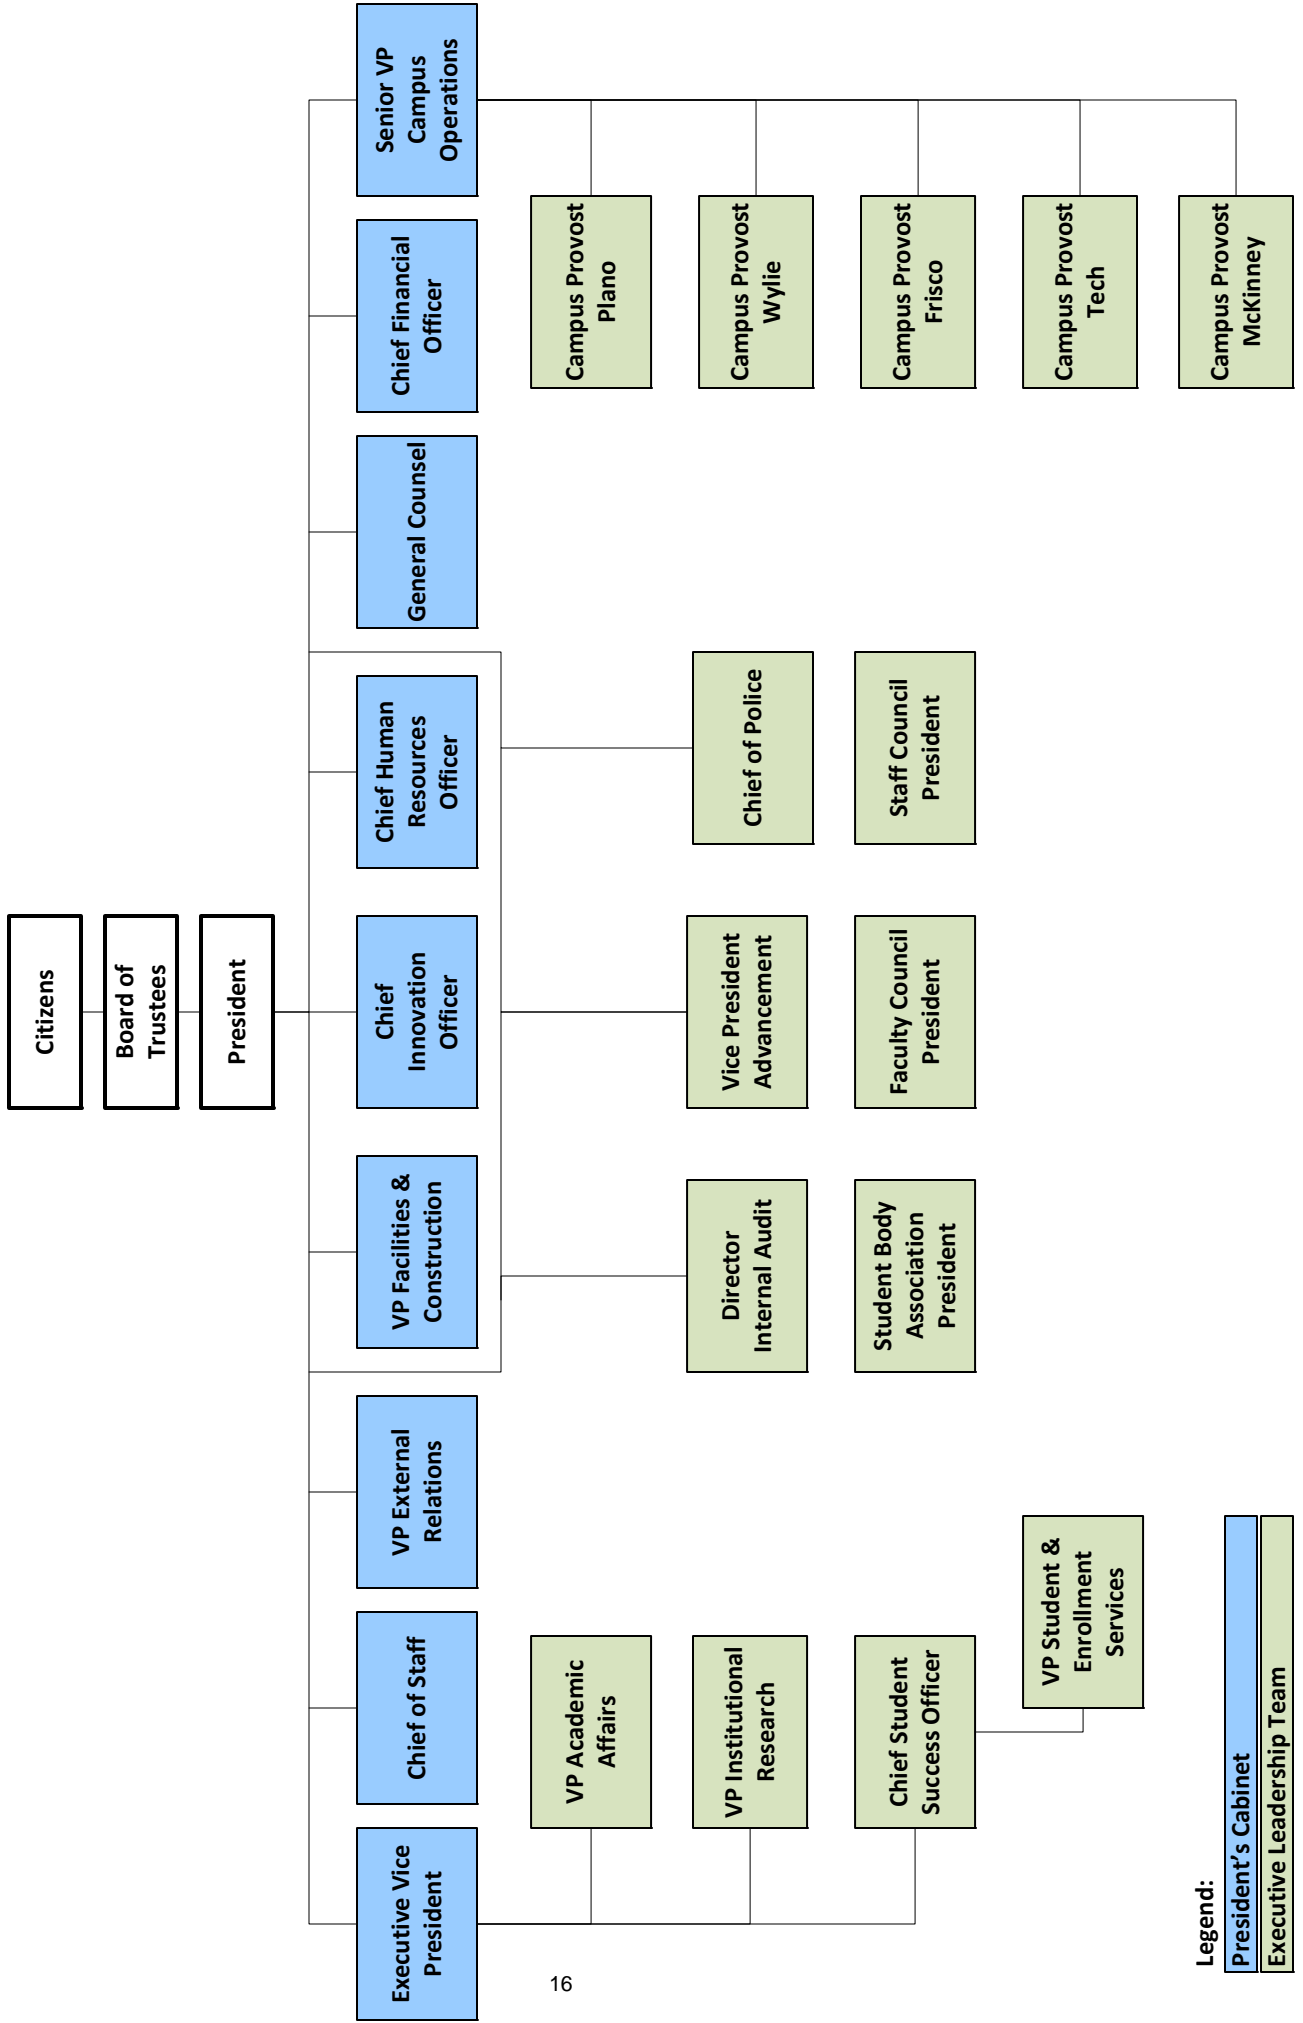 Citizens
Board of
Trustees
President
Executive Vice
President
Chief of Staff
VP External
Relations
VP Facilities &
Construction
Chief
Innovation
Officer
Chief Human
Resources
Officer
General Counsel
Chief Financial
Officer
Senior VP
Campus
Operations
VP Academic
Affairs
VP Institutional
Research
Chief Student
Success Officer
VP Student &
Enrollment
Services
Director
Internal Audit
Vice President
Advancement
Chief of Police
Student Body
Association
President
Faculty Council
President
Staff Council
President
Campus Provost
Plano
Campus Provost
Wylie
Campus Provost
Frisco
Campus Provost
Tech
Campus Provost
McKinney
Legend:
President’s Cabinet
Executive Leadership Team
16